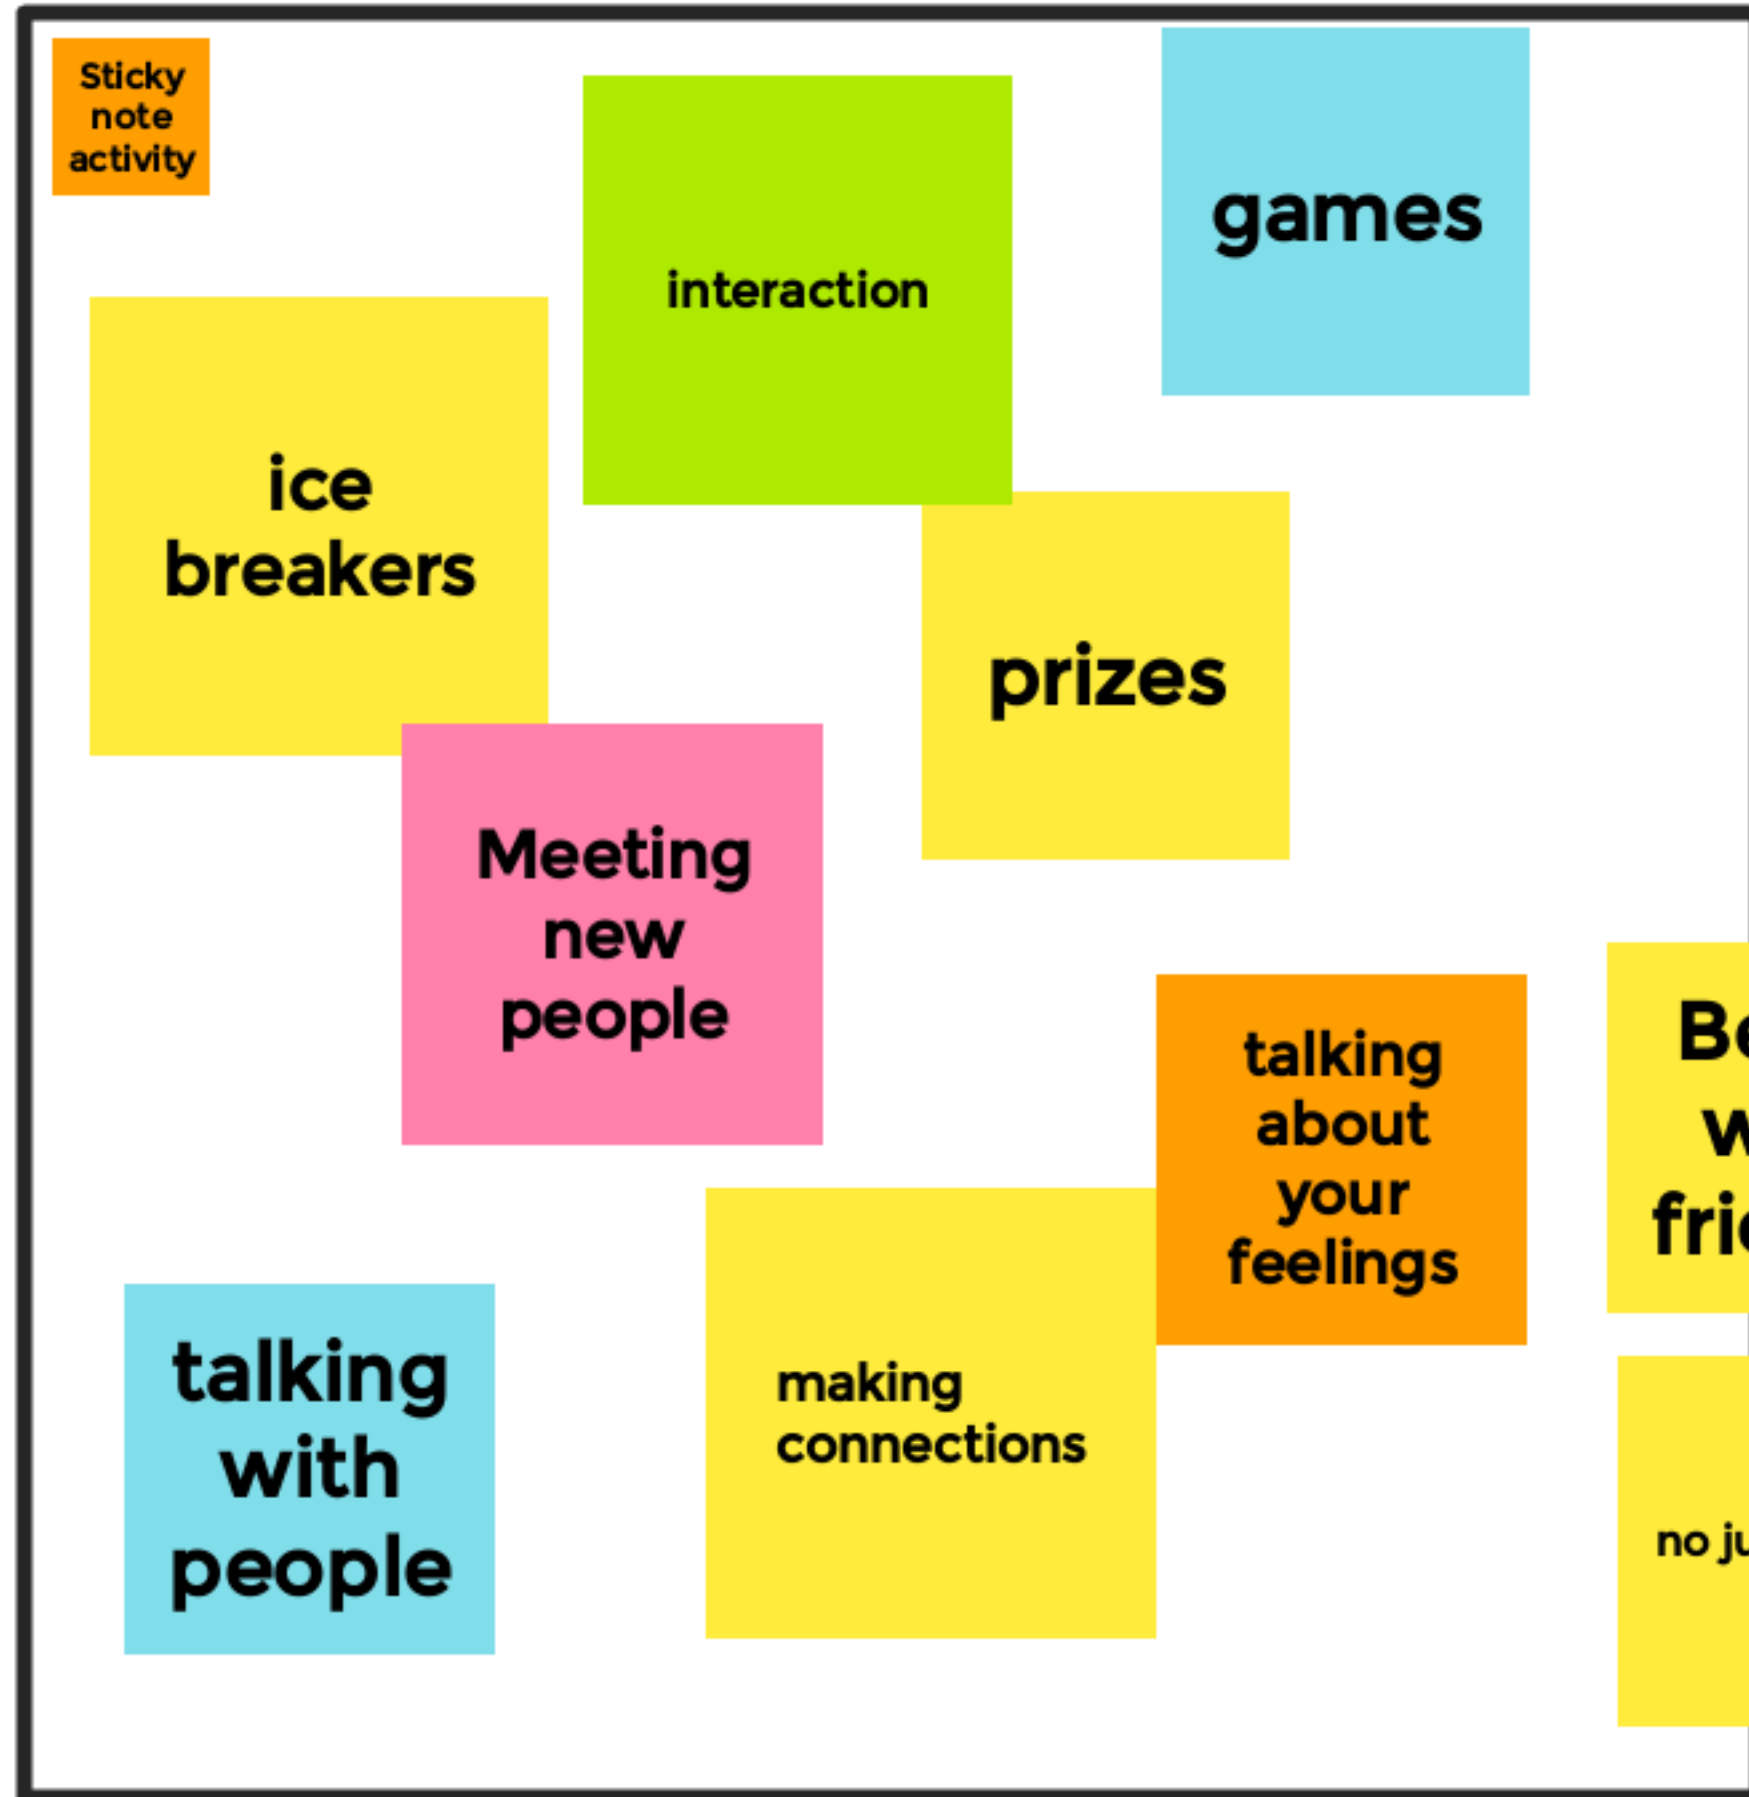 Sticky
note
activity
interaction
games
ice
breakers
prizes
Meeting
new
people
talking
about
your
feelings
talking
with
people
making
connections
no